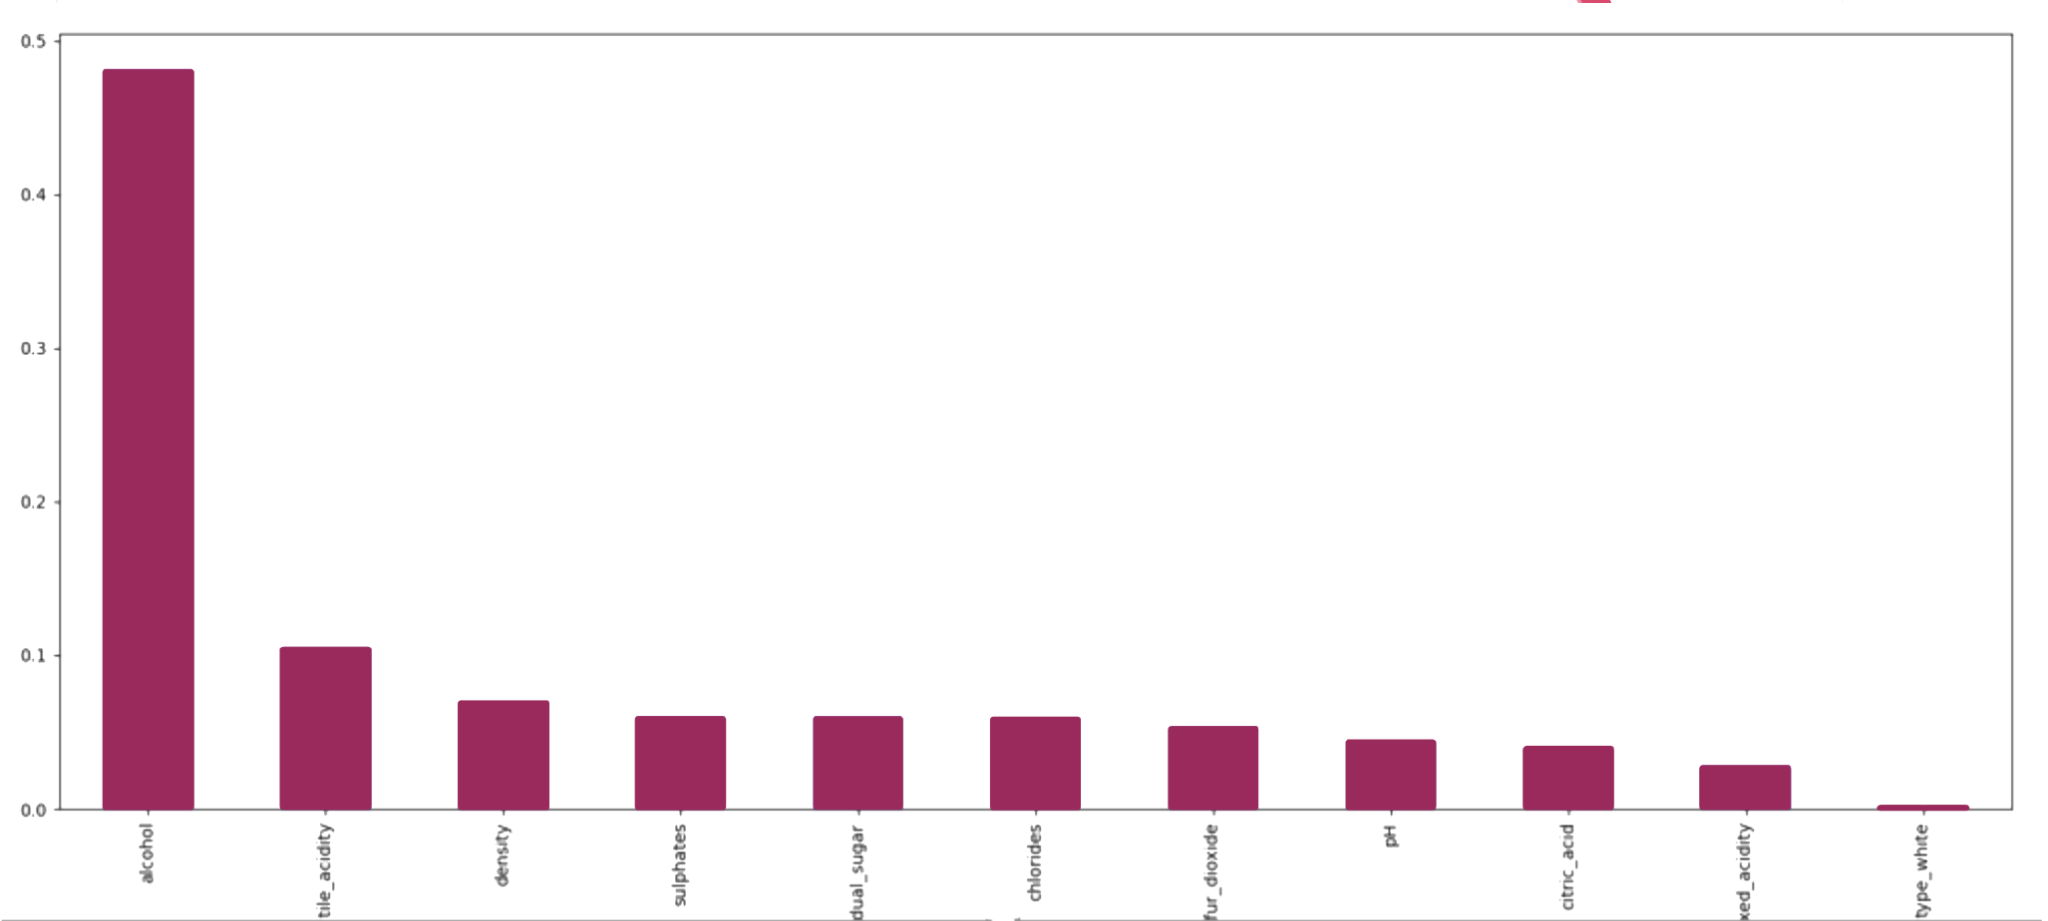 0.5
0.4
0.3
0.2
0.1
0.0
alcohol
tile_acidity
density
sulphates
dual_sugar
chlorides
fur_dioxide
pH
citric_acid
xed_acidity
type_white